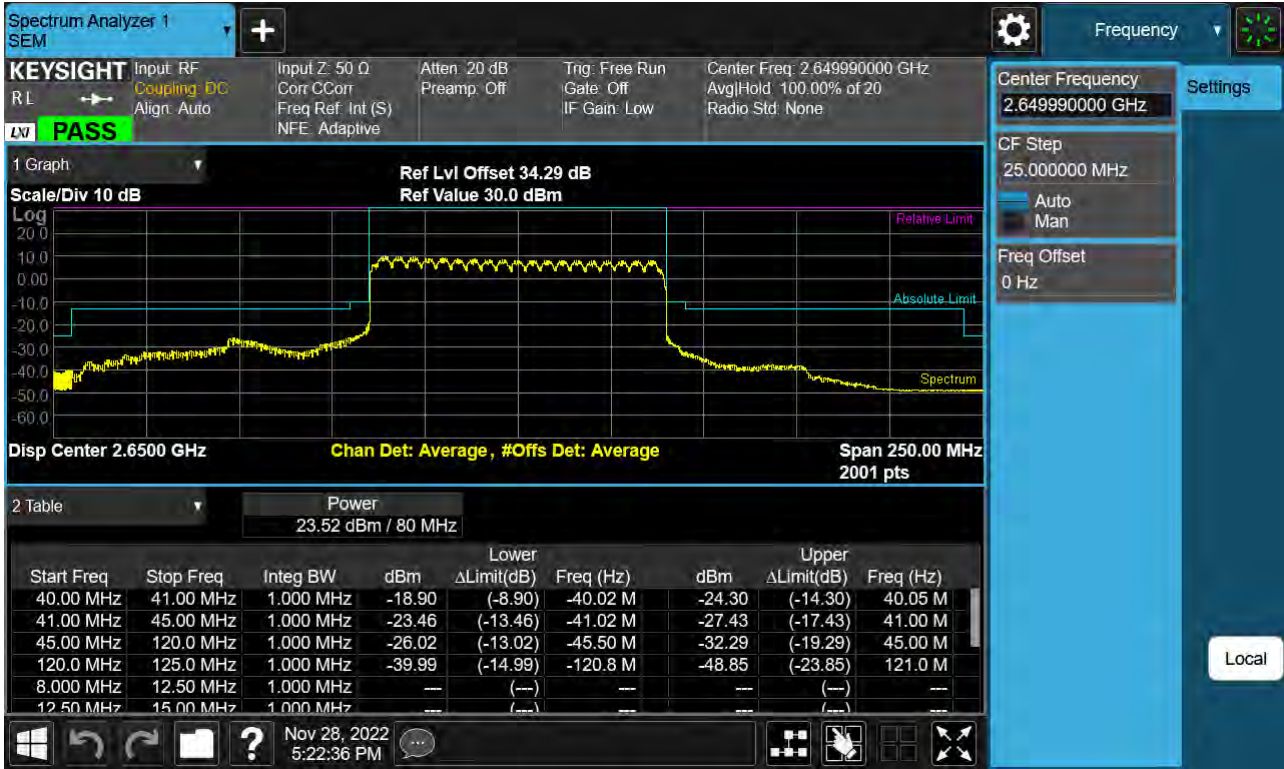 Spectrum Analyzer 1
SEM
Frequency
KEYSIGHT
Input: RF
Coupling: DC
Align: Auto
Input Z: 50 Ω
Corr CCorr
Freq Ref: Int (S)
NFE: Adaptive
Atten: 20 dB
Preamp: Off
Trig: Free Run
Gate: Off
IF Gain: Low
Center Freq: 2.649990000 GHz
Avg|Hold: 100.00% of 20
Radio Std: None
R L
LXI PASS
Center Frequency
2.649990000 GHz
Settings
CF Step
25.000000 MHz
Auto
Man
Freq Offset
0 Hz
Local
1 Graph
Scale/Div 10 dB
Ref Lvl Offset 34.29 dB
Ref Value 30.0 dBm
Log
20.0
10.0
0.00
-10.0
-20.0
-30.0
-40.0
-50.0
-60.0
Relative Limit
Absolute Limit
Spectrum
Disp Center 2.6500 GHz
Chan Det: Average, #Offs Det: Average
Span 250.00 MHz
2001 pts
2 Table
Power
23.52 dBm / 80 MHz
Lower Upper
Start Freq Stop Freq Integ BW dBm ΔLimit(dB) Freq (Hz) dBm ΔLimit(dB) Freq (Hz)
40.00 MHz 41.00 MHz 1.000 MHz -18.90 (-8.90) -40.02 M -24.30 (-14.30) 40.05 M
41.00 MHz 45.00 MHz 1.000 MHz -23.46 (-13.46) -41.02 M -27.43 (-17.43) 41.00 M
45.00 MHz 120.0 MHz 1.000 MHz -26.02 (-13.02) -45.50 M -32.29 (-19.29) 45.00 M
120.0 MHz 125.0 MHz 1.000 MHz -39.99 (-14.99) -120.8 M -48.85 (-23.85) 121.0 M
8.000 MHz 12.50 MHz 1.000 MHz --- (---) --- --- (---) ---
12.50 MHz 15.00 MHz 1.000 MHz --- (---) --- --- (---) ---
Nov 28, 2022
5:22:36 PM